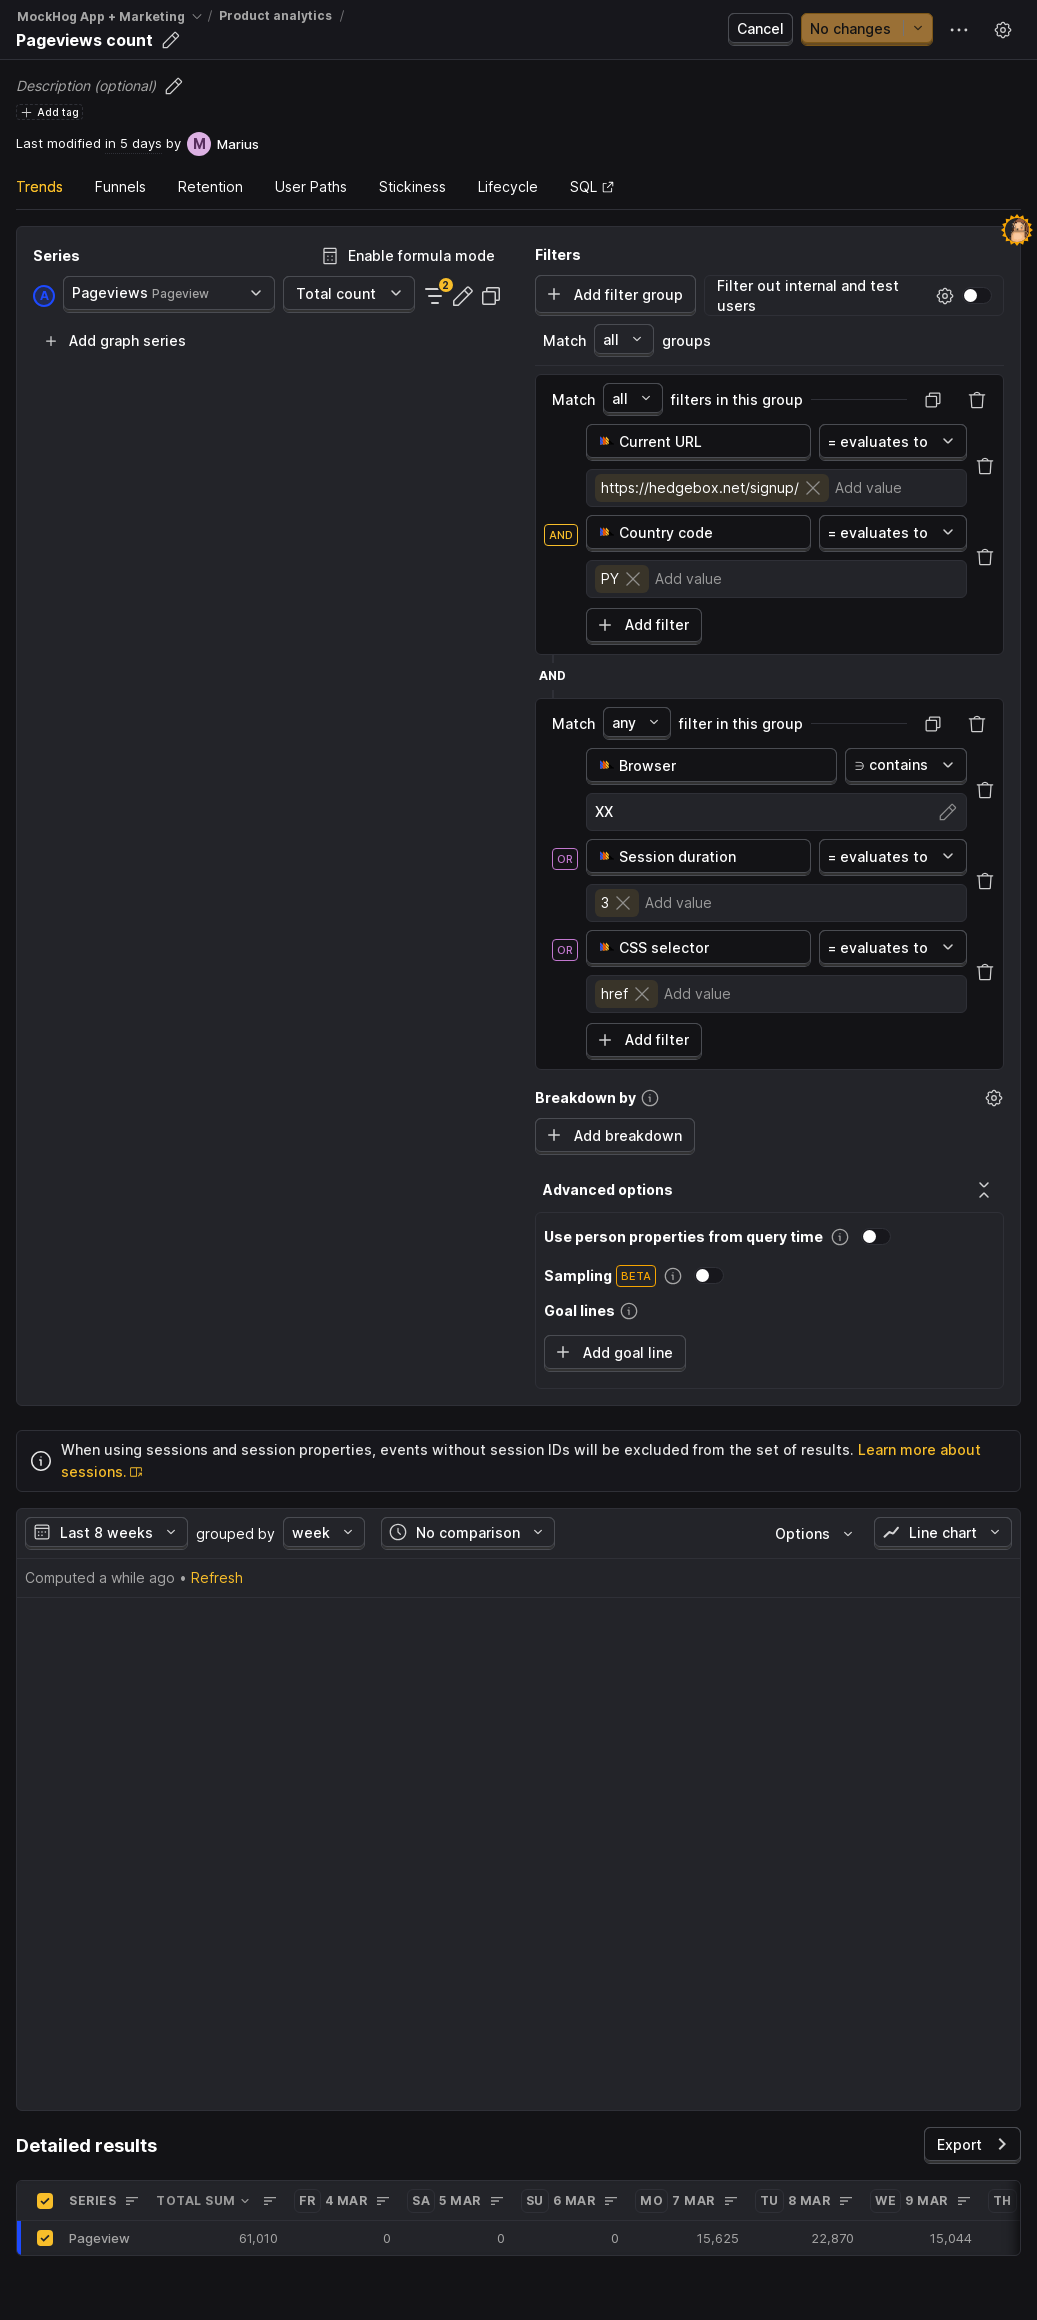 MockHog App + Marketing / Product analytics /
Pageviews count
Cancel
No changes
Description (optional)
Add tag
Last modified in 5 days by M Marius
Trends Funnels Retention User Paths Stickiness Lifecycle SQL
Series
Enable formula mode
A Pageviews Pageview
Total count
2
Add graph series
Filters
Add filter group
Filter out internal and test
users
Match all groups
Match all filters in this group
Current URL
= evaluates to
https://hedgebox.net/signup/ Add value
AND
Country code
= evaluates to
PY Add value
Add filter
AND
Match any filter in this group
Browser
∋ contains
XX
OR
Session duration
= evaluates to
3 Add value
OR
CSS selector
= evaluates to
href Add value
Add filter
Breakdown by
Add breakdown
Advanced options
Use person properties from query time
Sampling BETA
Goal lines
Add goal line
When using sessions and session properties, events without session IDs will be excluded from the set of results. Learn more about
sessions.
Last 8 weeks grouped by week No comparison Options Line chart
Computed a while ago • Refresh
Detailed results
Export
SERIES TOTAL SUM FR 4 MAR SA 5 MAR SU 6 MAR MO 7 MAR TU 8 MAR WE 9 MAR TH
Pageview 61,010 0 0 0 15,625 22,870 15,044